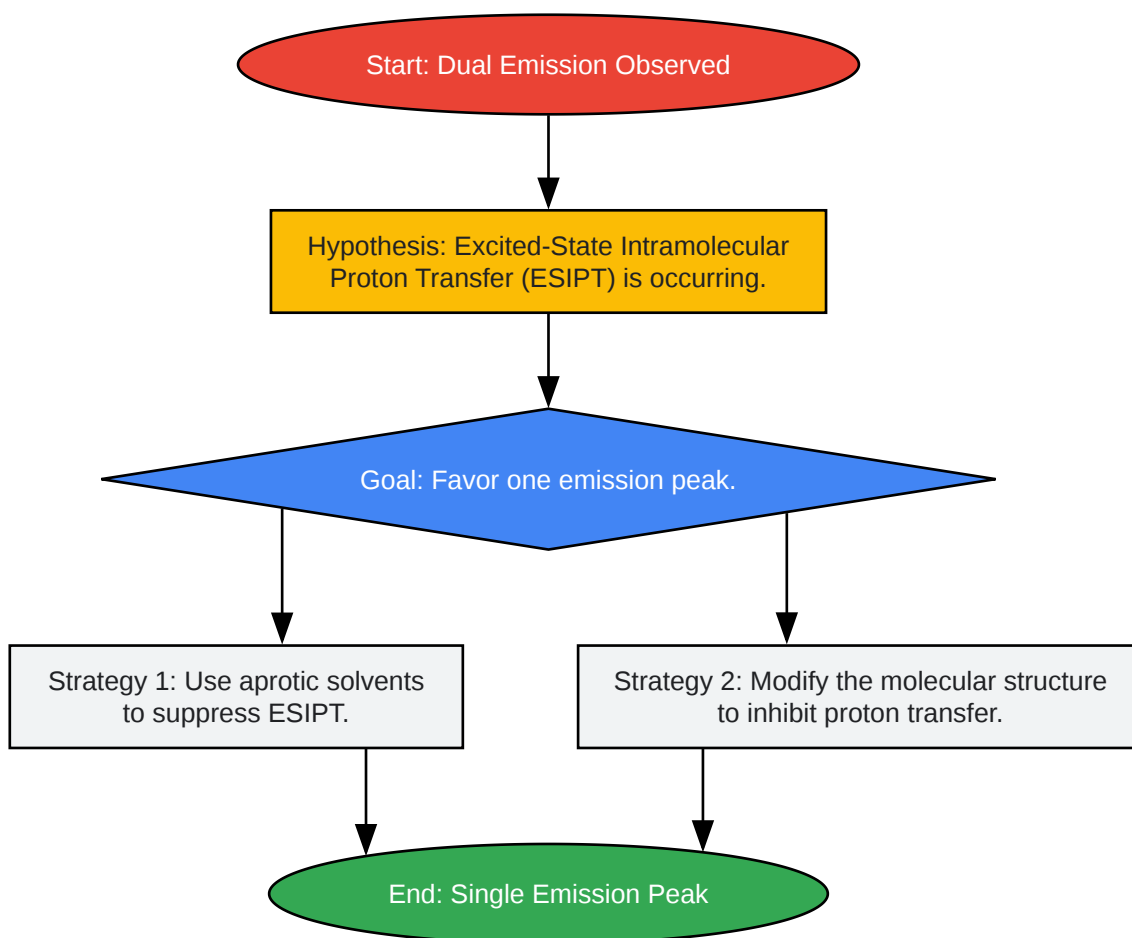 Start: Dual Emission Observed
Hypothesis: Excited-State Intramolecular
Proton Transfer (ESIPT) is occurring.
Goal: Favor one emission peak.
Strategy 1: Use aprotic solvents
to suppress ESIPT.
Strategy 2: Modify the molecular structure
to inhibit proton transfer.
End: Single Emission Peak